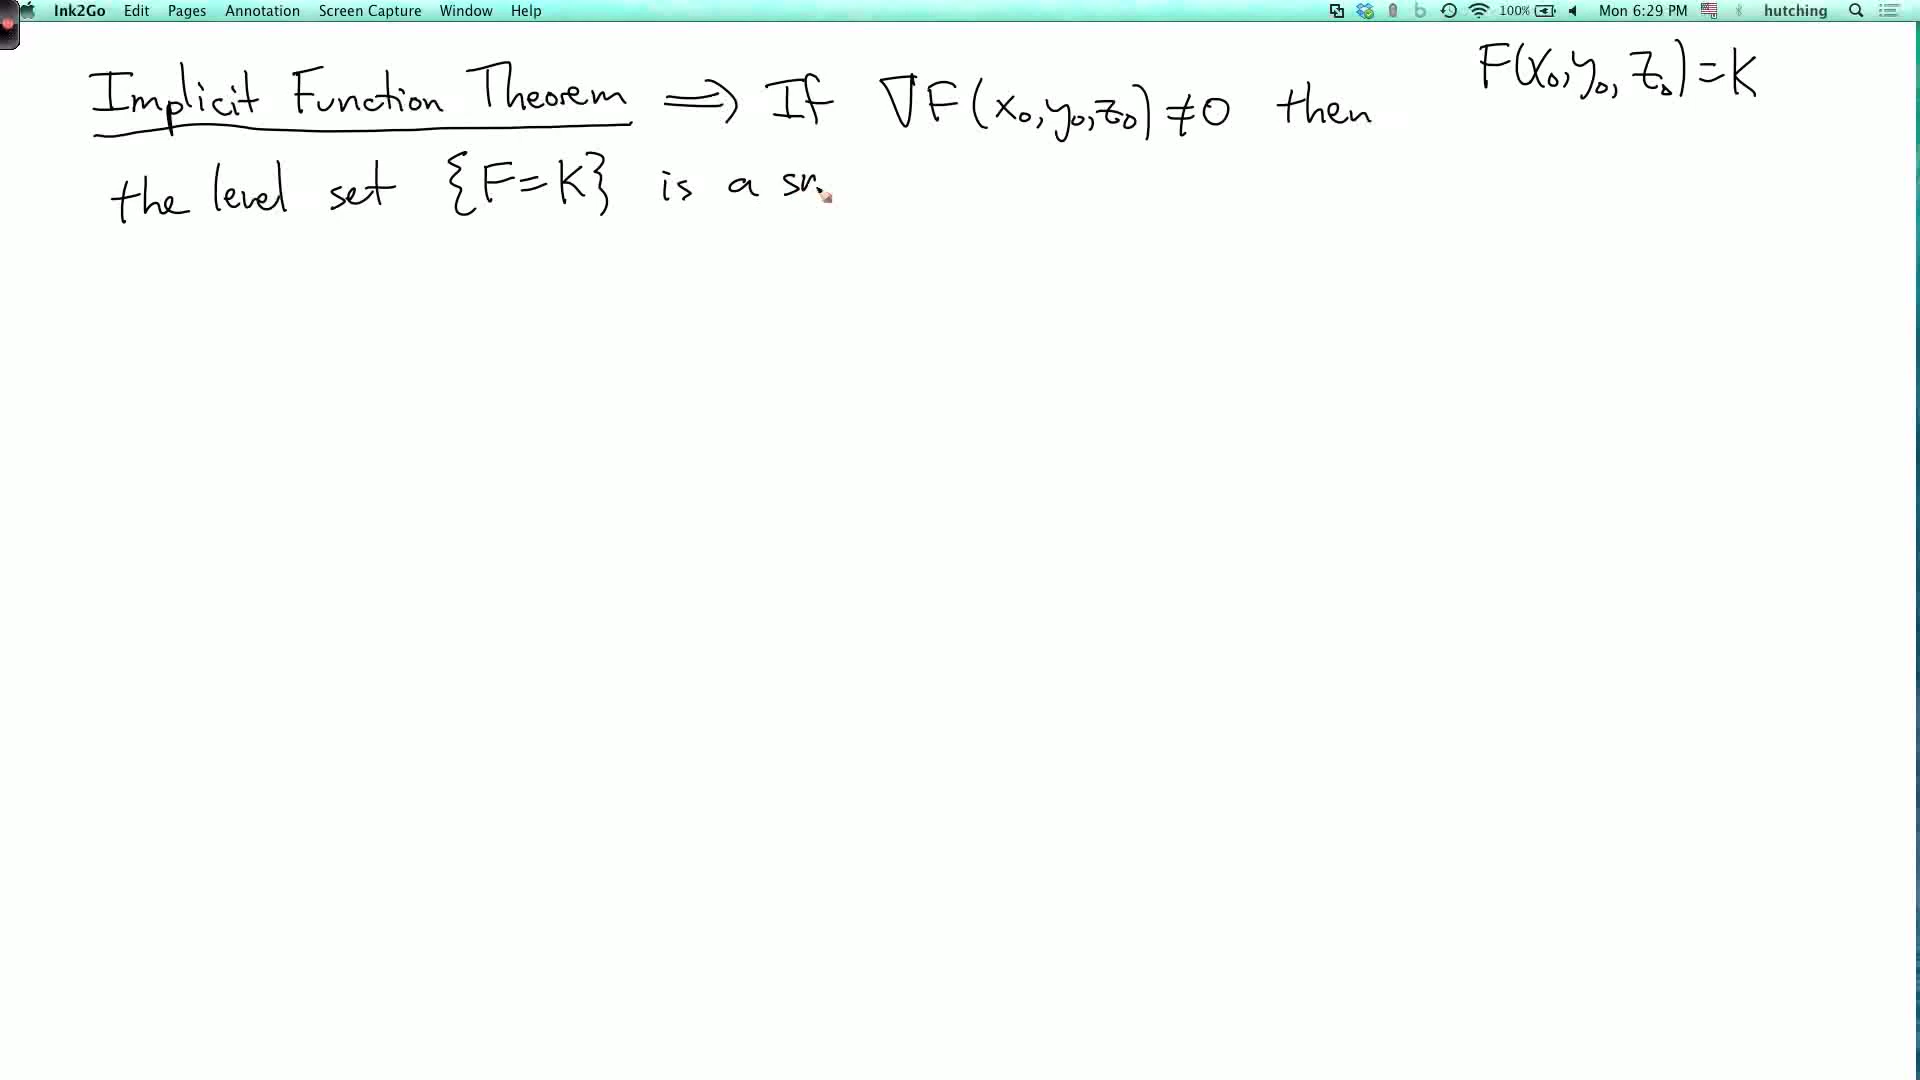 Ink2Go Edit Pages Annotation Screen Capture Window Help 100% Mon 6:29 PM hutching
F(x₀,y₀,z₀)=K
Implicit Function Theorem ⟹ If ∇F(x₀,y₀,z₀)≠0 then
the level set {F=K} is a sm